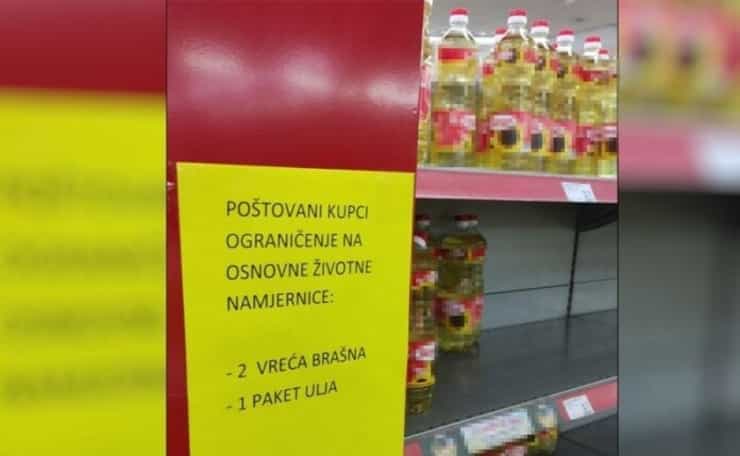 POŠTOVANI KUPCI
OGRANIČENJE NA
OSNOVNE ŽIVOTNE
NAMJERNICE:
- 2 VREĆA BRAŠNA
- 1 PAKET ULJA